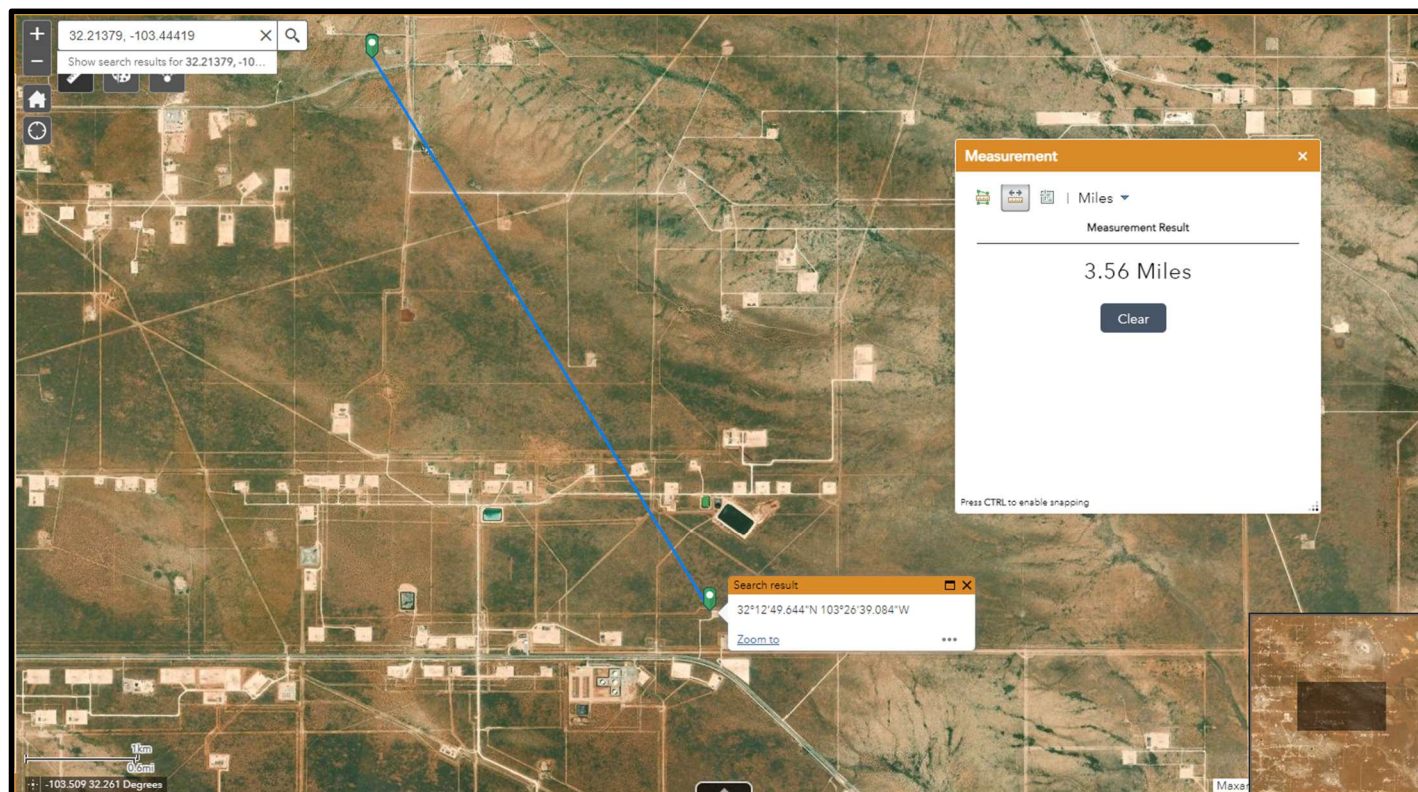 +
32.21379, -103.44419
Show search results for 32.21379, -10...
−
Measurement
| Miles
Measurement Result
3.56 Miles
Clear
Press CTRL to enable snapping
Search result
32°12'49.644"N 103°26'39.084"W
Zoom to
1km
0.6mi
-103.509 32.261 Degrees
Maxar